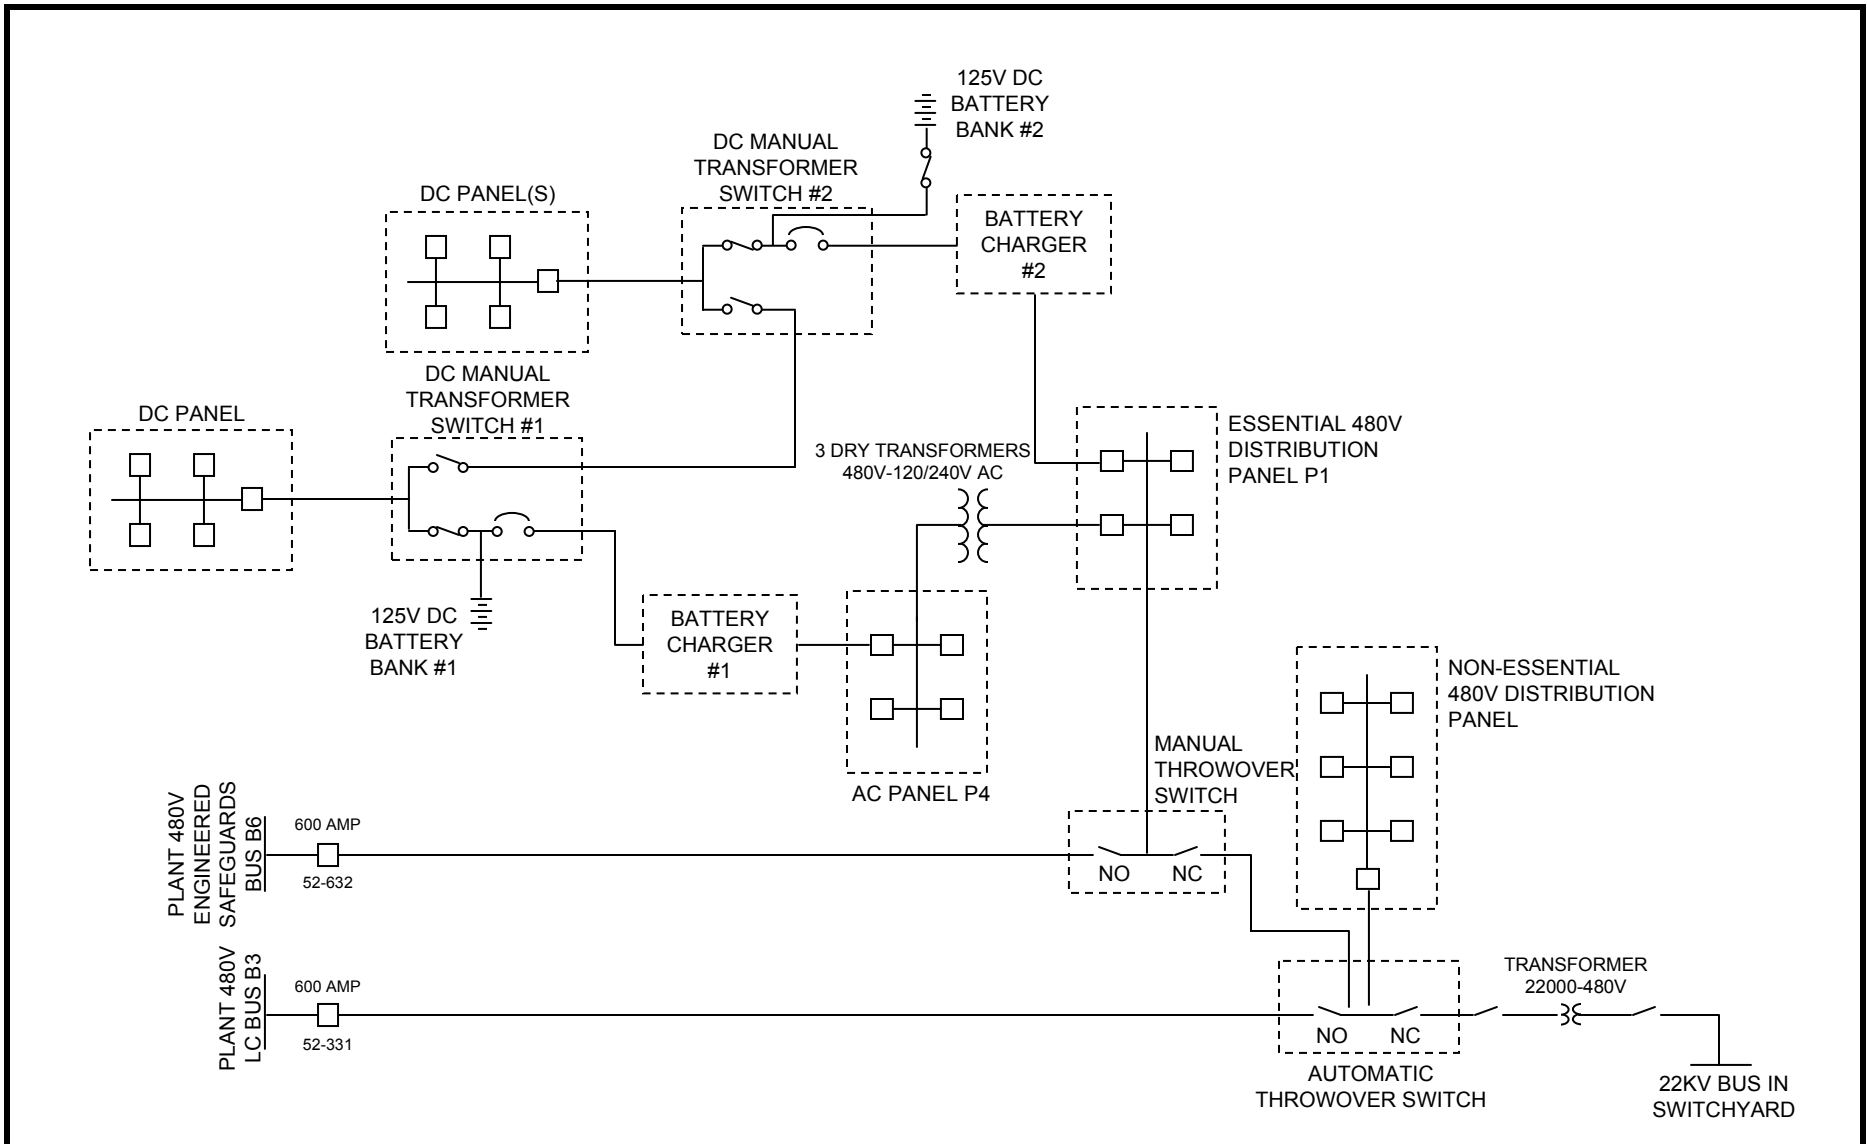 125V DC
BATTERY
BANK #2
DC MANUAL
TRANSFORMER
SWITCH #2
DC PANEL(S)
BATTERY
CHARGER
#2
DC MANUAL
TRANSFORMER
SWITCH #1
DC PANEL
3 DRY TRANSFORMERS
480V-120/240V AC
ESSENTIAL 480V
DISTRIBUTION
PANEL P1
125V DC
BATTERY
BANK #1
BATTERY
CHARGER
#1
AC PANEL P4
NON-ESSENTIAL
480V DISTRIBUTION
PANEL
MANUAL
THROWOVER
SWITCH
PLANT 480V
ENGINEERED
SAFEGUARDS
BUS B6
600 AMP
52-632
NO
NC
PLANT 480V
LC BUS B3
600 AMP
52-331
NO
NC
AUTOMATIC
THROWOVER SWITCH
TRANSFORMER
22000-480V
22KV BUS IN
SWITCHYARD